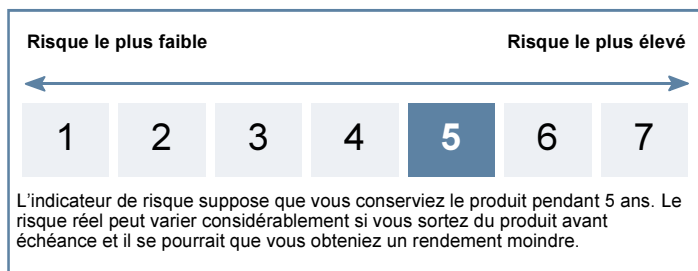 Risque le plus faible Risque le plus élevé
1 2 3 4 5 6 7
L'indicateur de risque suppose que vous conserviez le produit pendant 5 ans. Le
risque réel peut varier considérablement si vous sortez du produit avant
échéance et il se pourrait que vous obteniez un rendement moindre.